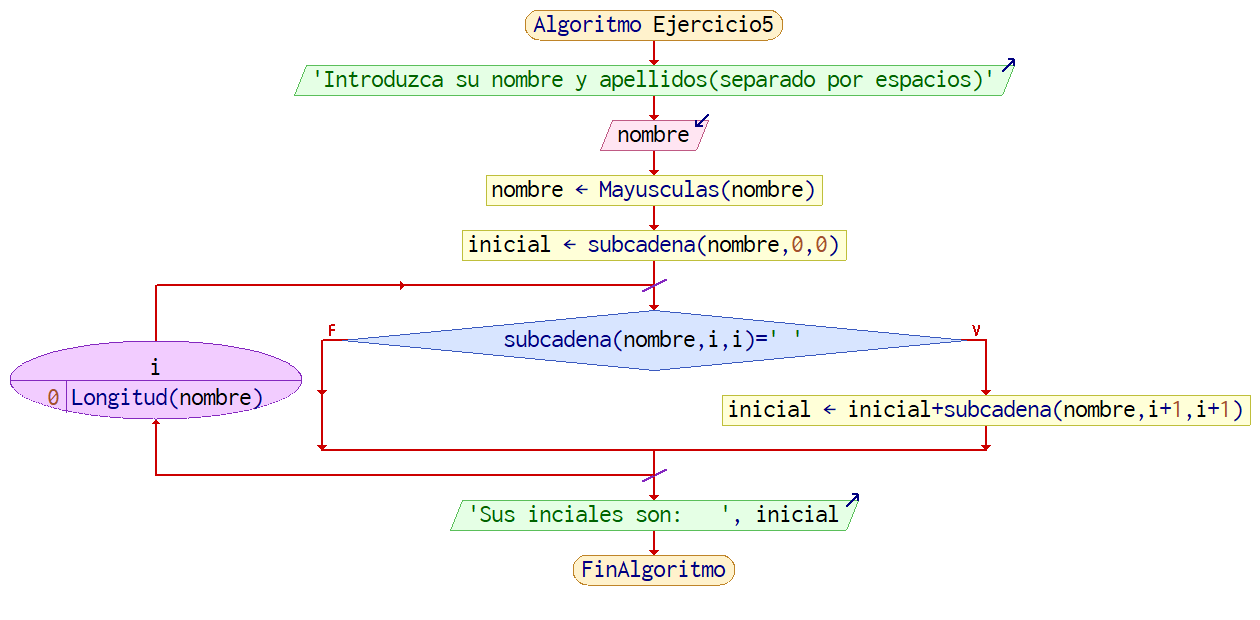 Algoritmo Ejercicio5
'Introduzca su nombre y apellidos(separado por espacios)'
nombre
nombre ← Mayusculas(nombre)
inicial ← subcadena(nombre,0,0)
F
subcadena(nombre,i,i)=' '
V
i
0 Longitud(nombre)
inicial ← inicial+subcadena(nombre,i+1,i+1)
'Sus inciales son:   ', inicial
FinAlgoritmo